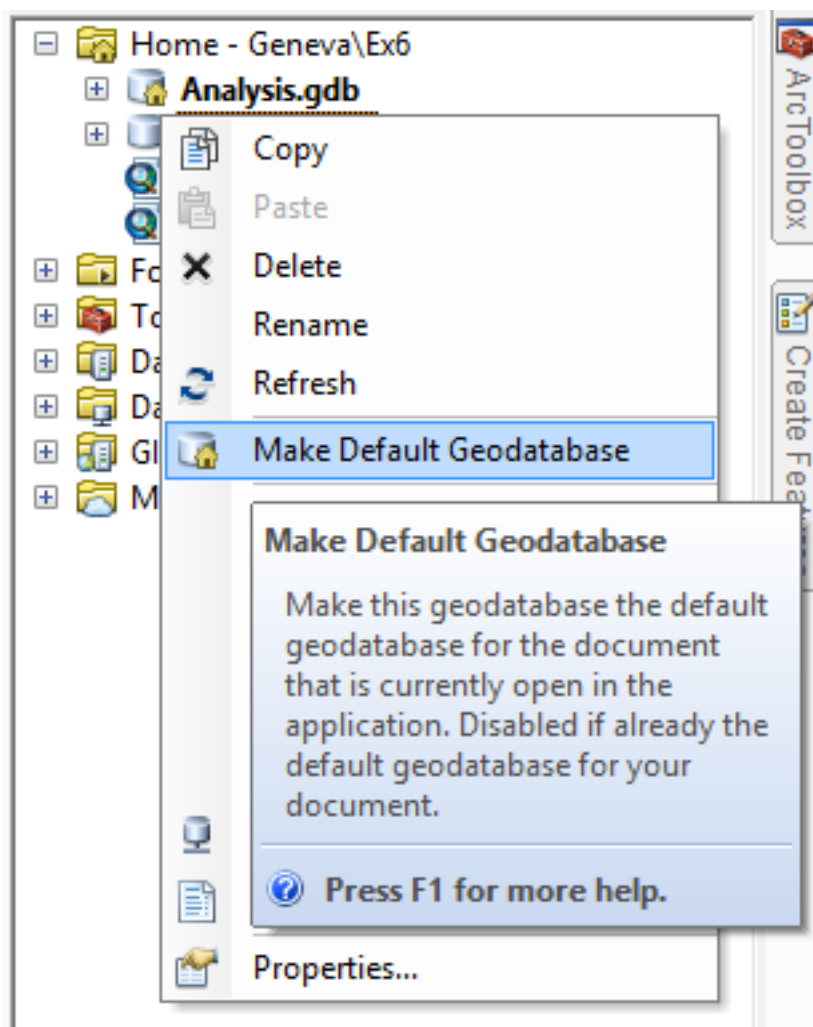 Home - Geneva\Ex6
Analysis.gdb
Copy
Paste
Delete
Rename
Refresh
Make Default Geodatabase
Make Default Geodatabase
Make this geodatabase the default
geodatabase for the document
that is currently open in the
application. Disabled if already the
default geodatabase for your
document.
Press F1 for more help.
Properties...
ArcToolbox
Create